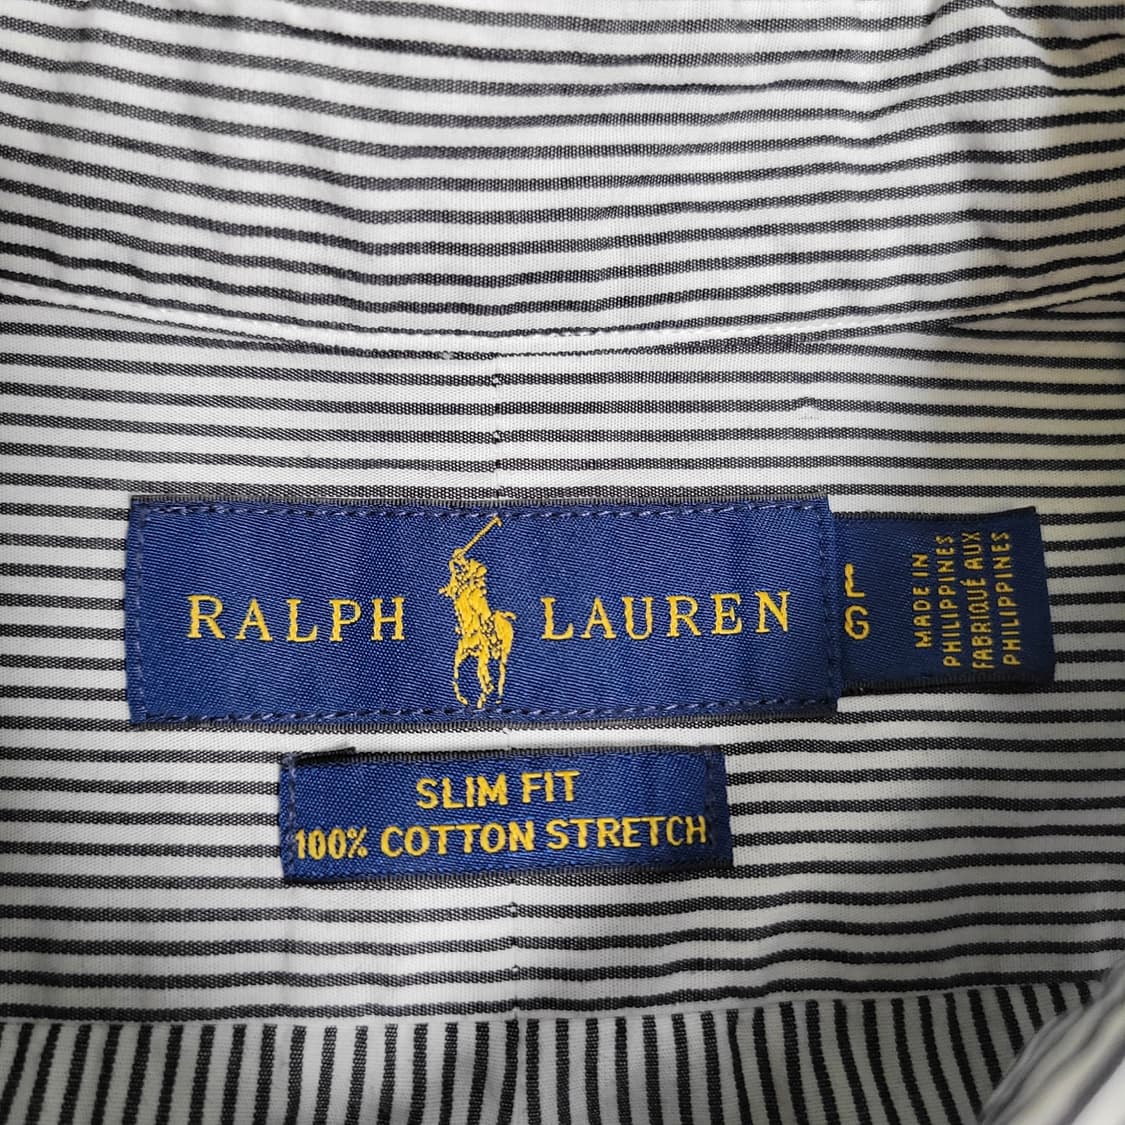 RALPH LAUREN
L
G
MADE IN
PHILIPPINES
FABRIQUÉ AUX
PHILIPPINES
SLIM FIT
100% COTTON STRETCH